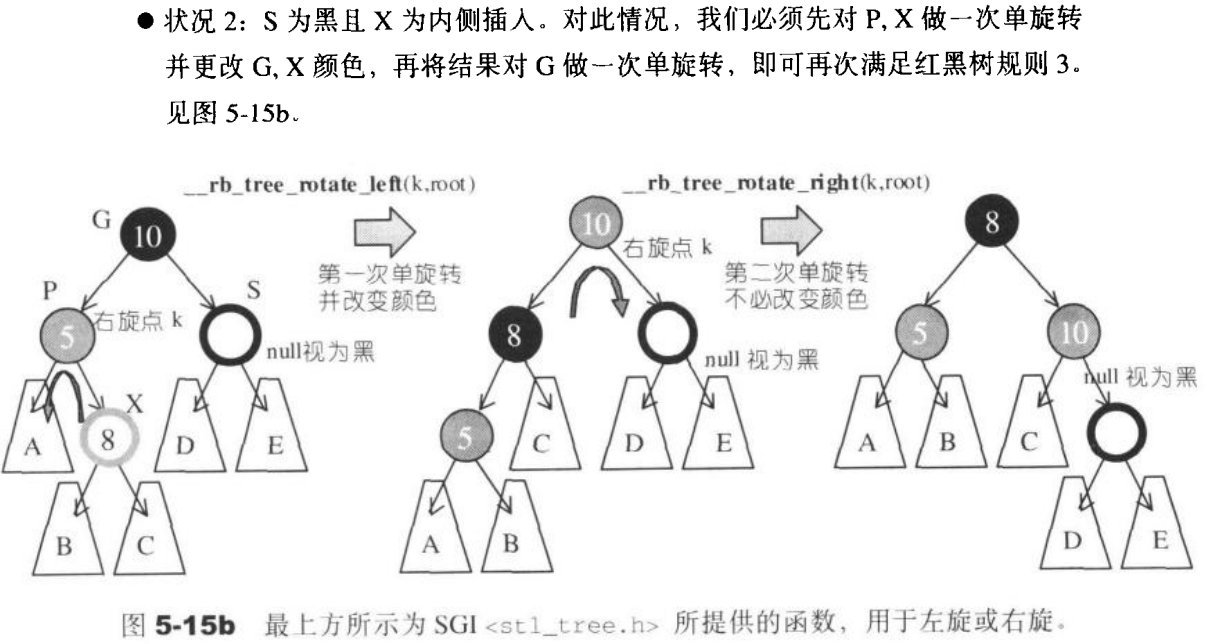 ● 状况 2：S 为黑且 X 为内侧插入。对此情况，我们必须先对 P, X 做一次单旋转
并更改 G, X 颜色，再将结果对 G 做一次单旋转，即可再次满足红黑树规则 3。
见图 5-15b。
__rb_tree_rotate_left(k,root)
__rb_tree_rotate_right(k,root)
G
10
P
S
5
右旋点 k
null视为黑
X
8
A
D
E
B
C
第一次单旋转
并改变颜色
10
右旋点 k
8
null 视为黑
5
C
D
E
A
B
第二次单旋转
不必改变颜色
8
5
10
null 视为黑
A
B
C
D
E
图 5-15b 最上方所示为 SGI <stl_tree.h> 所提供的函数，用于左旋或右旋。